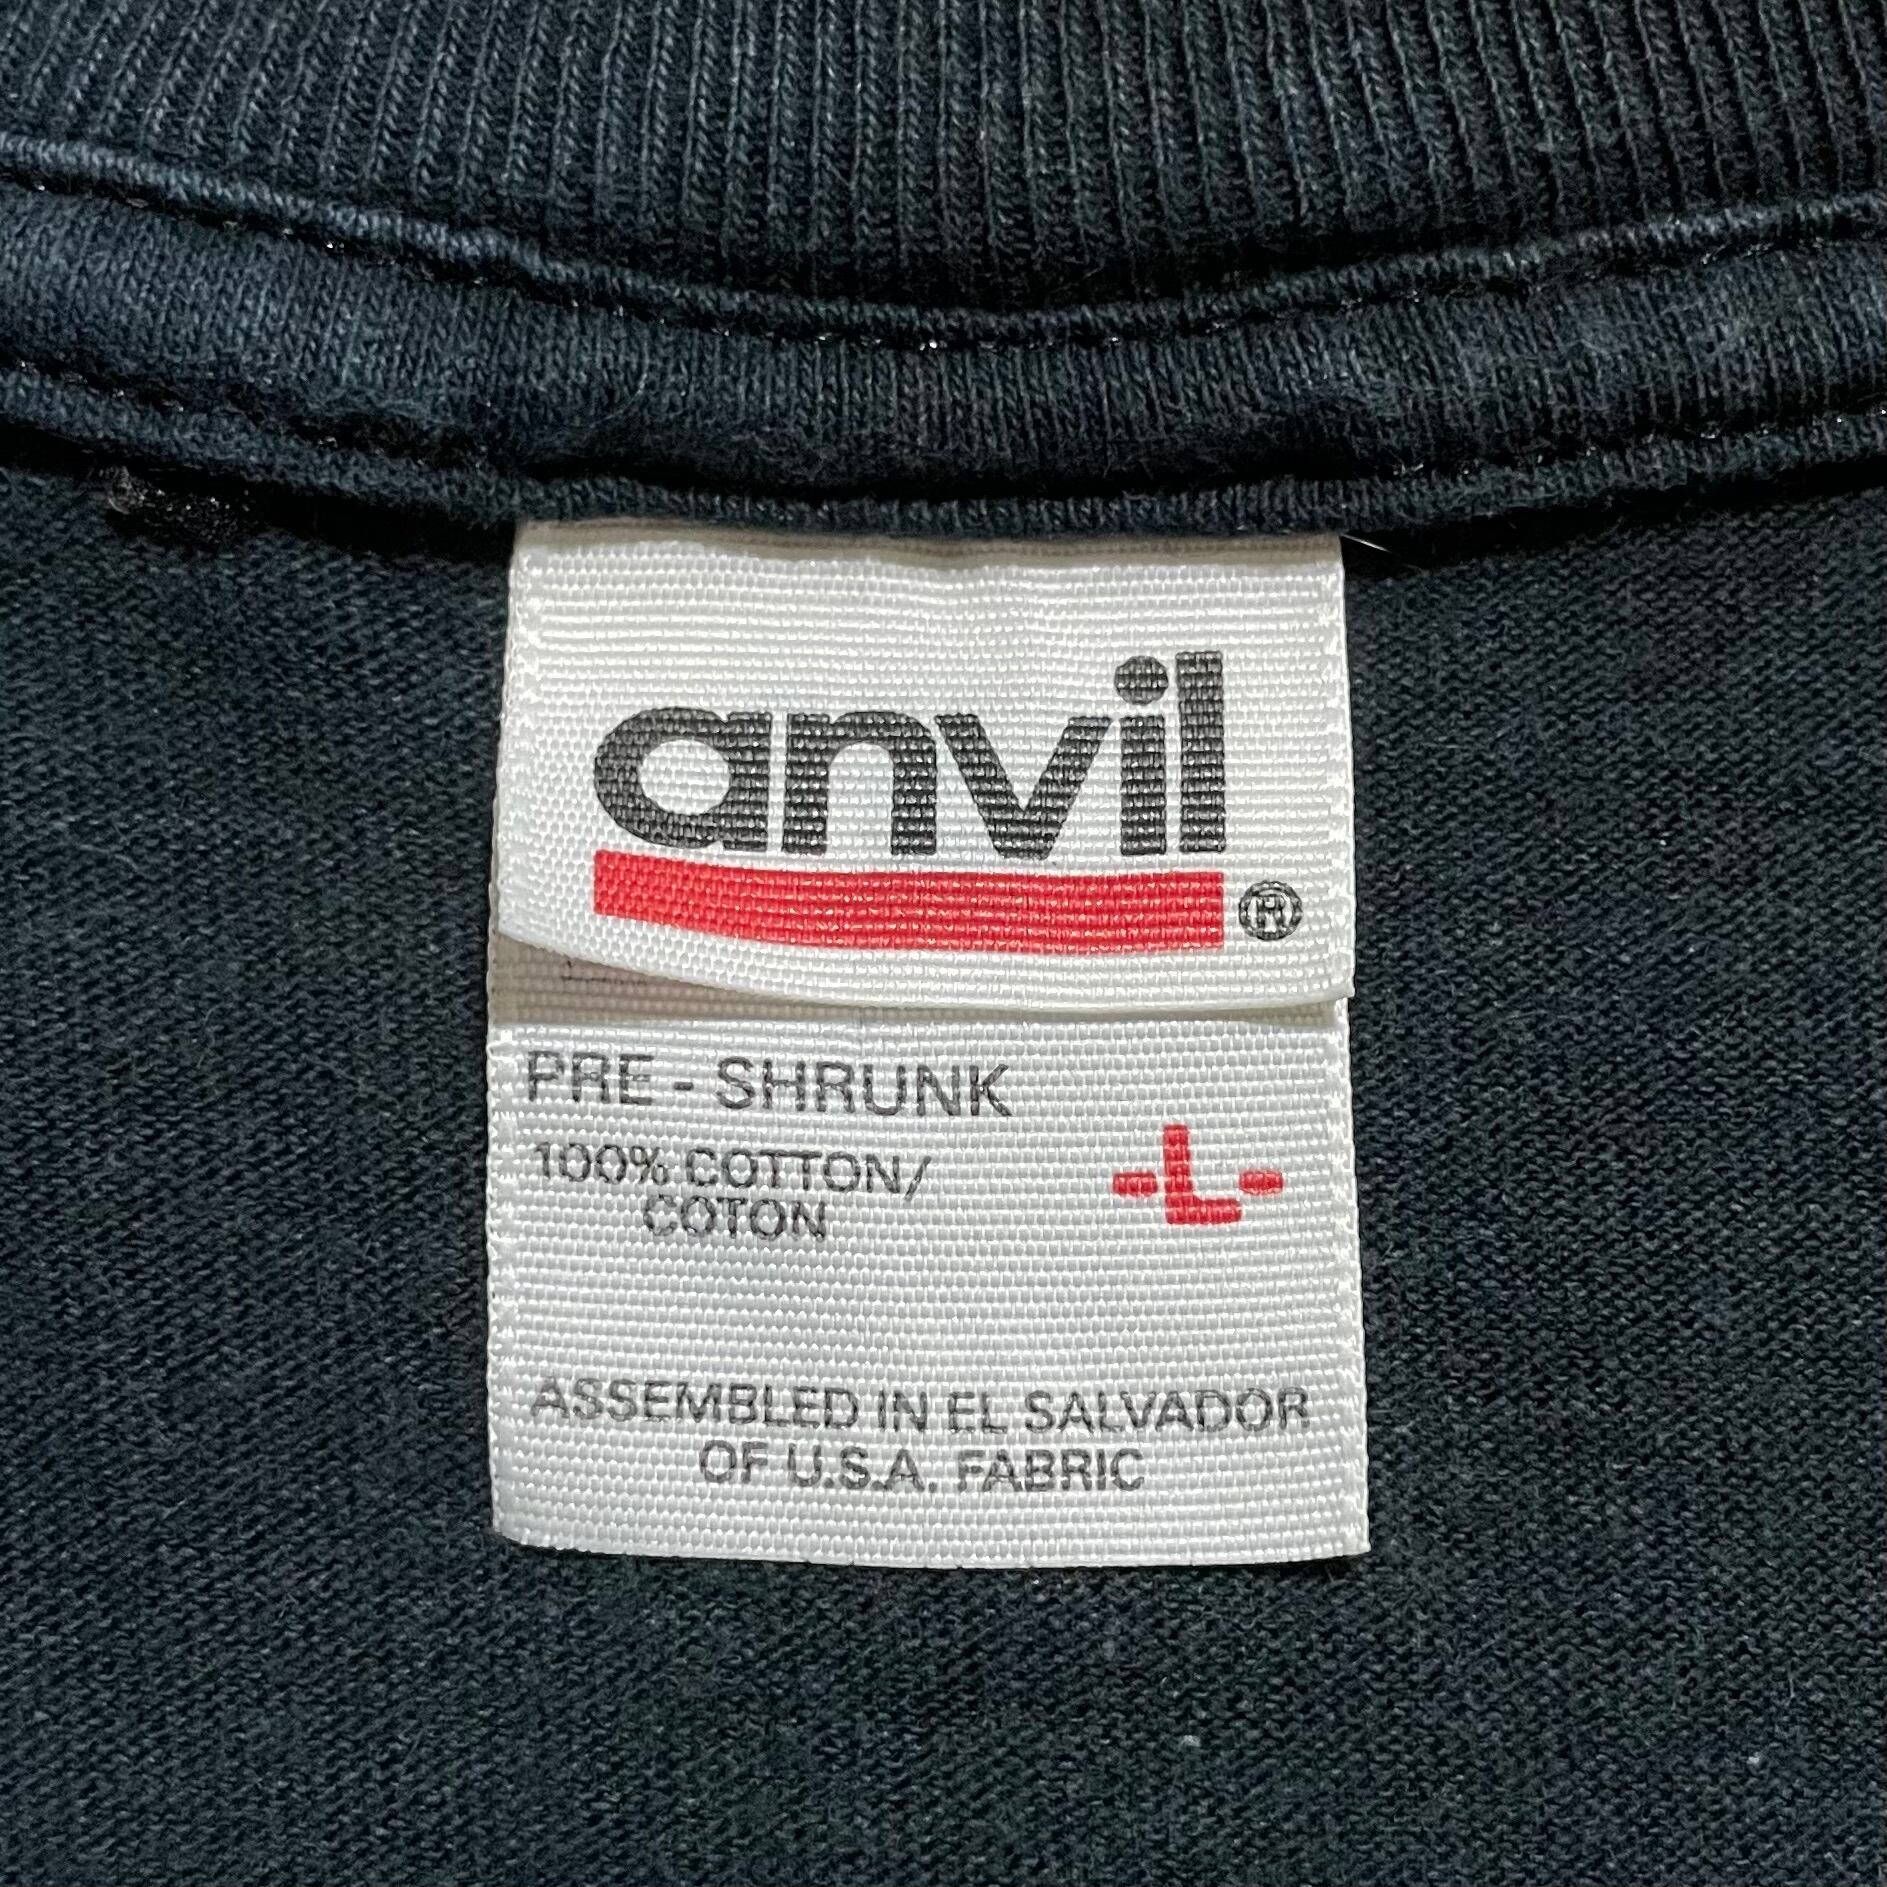 anvil
®
PRE-SHRUNK
100% COTTON/
COTON
-L-
ASSEMBLED IN EL SALVADOR
OF U.S.A. FABRIC